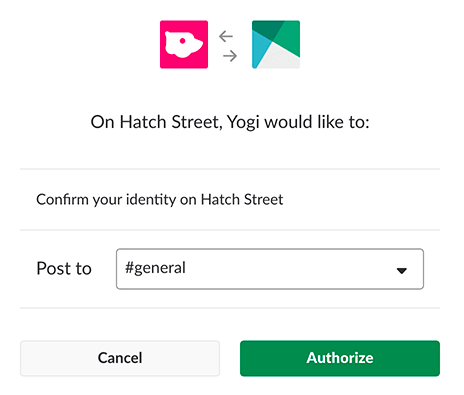 On Hatch Street, Yogi would like to:
Confirm your identity on Hatch Street
Post to #general
Cancel Authorize